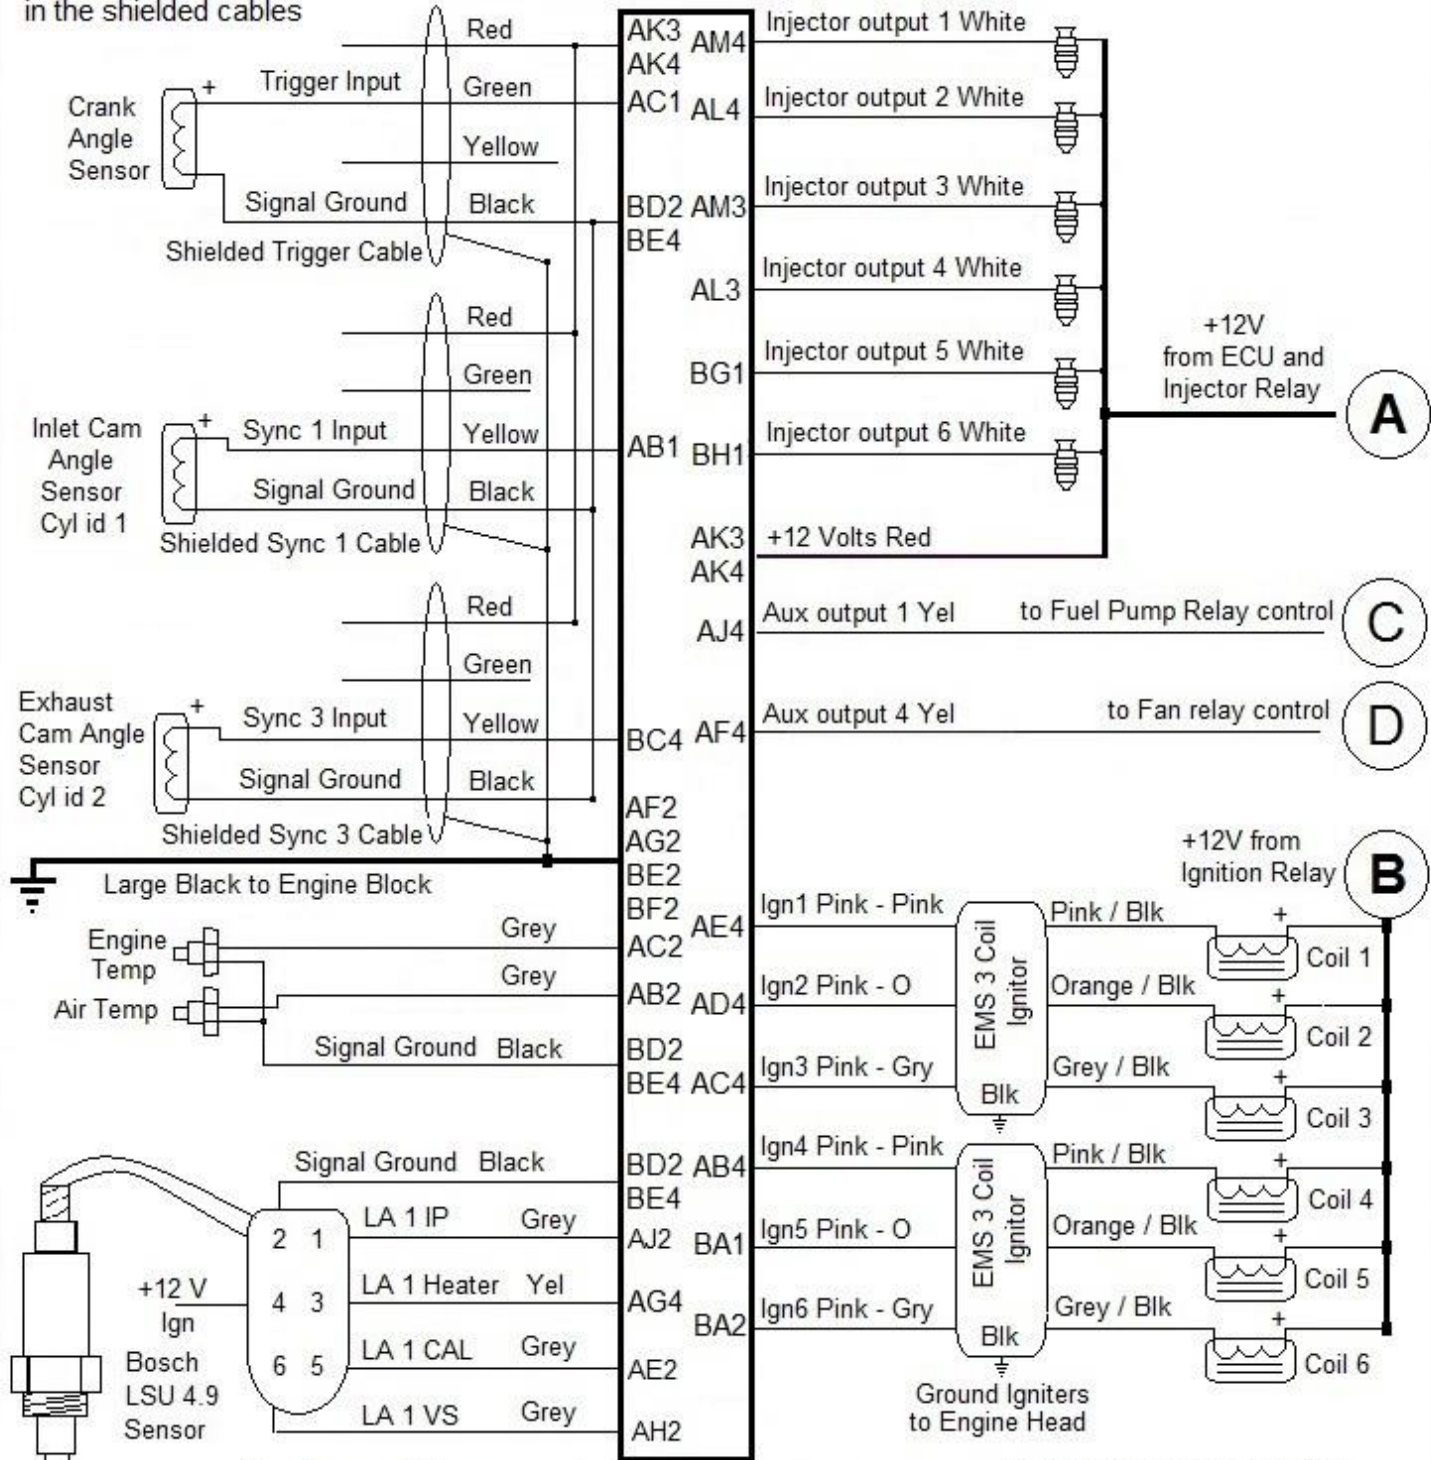 in the shielded cables
Red
Trigger Input
Green
+
Crank
Angle
Sensor
Yellow
Signal Ground
Black
Shielded Trigger Cable
Red
Green
+
Inlet Cam
Angle
Sensor
Cyl id 1
Sync 1 Input
Yellow
Signal Ground
Black
Shielded Sync 1 Cable
Red
Green
+
Exhaust
Cam Angle
Sensor
Cyl id 2
Sync 3 Input
Yellow
Signal Ground
Black
Shielded Sync 3 Cable
Large Black to Engine Block
Engine
Temp
Grey
Air Temp
Grey
Signal Ground Black
Signal Ground Black
LA 1 IP Grey
LA 1 Heater Yel
LA 1 CAL Grey
LA 1 VS Grey
2 1
4 3
6 5
+12 V
Ign
Bosch
LSU 4.9
Sensor
AK3
AK4
AC1
BD2
BE4
AB1
BC4
AF2
AG2
BE2
BF2
AC2
AB2
BD2
BE4
BD2
BE4
AJ2
AG4
AE2
AH2
AM4
AL4
AM3
AL3
BG1
BH1
AK3
AK4
AJ4
AF4
AE4
AD4
AC4
AB4
BA1
BA2
Injector output 1 White
Injector output 2 White
Injector output 3 White
Injector output 4 White
Injector output 5 White
Injector output 6 White
+12V
from ECU and
Injector Relay
A
+12 Volts Red
Aux output 1 Yel
to Fuel Pump Relay control
C
Aux output 4 Yel
to Fan relay control
D
+12V from
Ignition Relay
B
Ign1 Pink - Pink
Ign2 Pink - O
Ign3 Pink - Gry
EMS 3 Coil
Ignitor
Blk
Pink / Blk
+
Coil 1
Orange / Blk
+
Coil 2
Grey / Blk
+
Coil 3
Ign4 Pink - Pink
Ign5 Pink - O
Ign6 Pink - Gry
EMS 3 Coil
Ignitor
Blk
Pink / Blk
+
Coil 4
Orange / Blk
+
Coil 5
Grey / Blk
+
Coil 6
Ground Igniters
to Engine Head